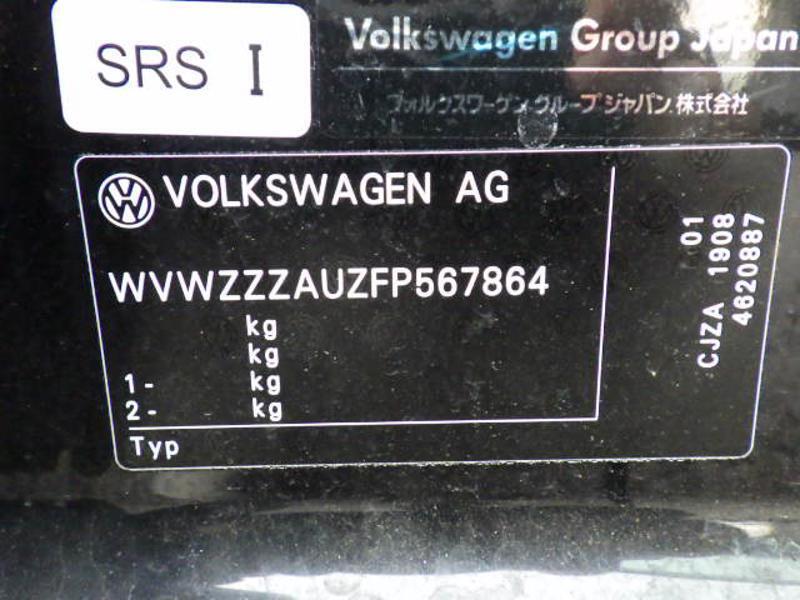 SRS I
Volkswagen Group Japan
フォルクスワーゲン グループ ジャパン 株式会社
VOLKSWAGEN AG
WVWZZZAUZFP567864
kg
kg
1- kg
2- kg
Typ
01
CJZA 1908
4620887